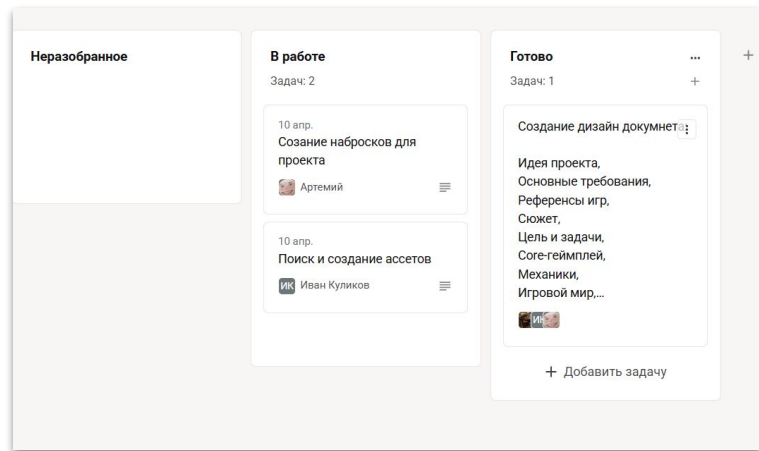 Неразобранное
В работе
Задач: 2
10 апр.
Созание набросков для
проекта
Артемий
10 апр.
Поиск и создание ассетов
ИК Иван Куликов
Готово
Задач: 1
Создание дизайн докумнета
Идея проекта,
Основные требования,
Референсы игр,
Сюжет,
Цель и задачи,
Core-геймплей,
Механики,
Игровой мир,...
ИК
+ Добавить задачу